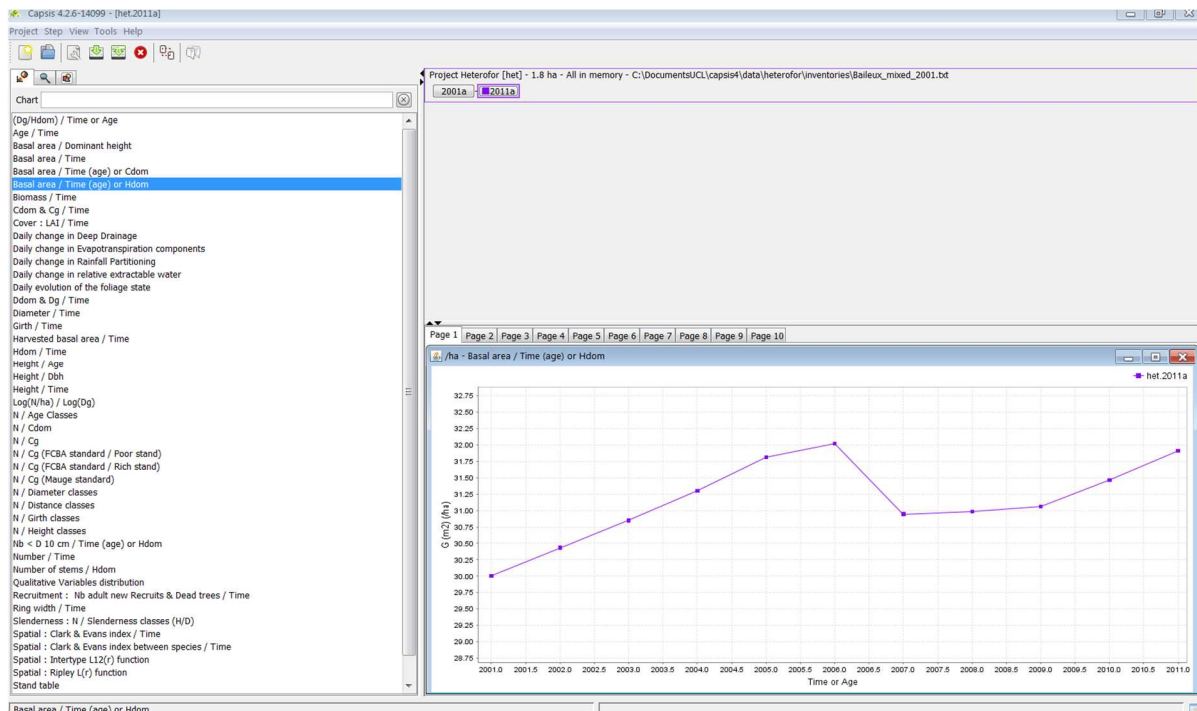 Capsis 4.2.6-14099 - [het.2011a]
Project Step View Tools Help
Project Heterofor [het] - 1.8 ha - All in memory - C:\DocumentsUCL\capsis4\data\heterofor\inventories\Baileux_mixed_2001.txt
2001a 2011a
Chart
(Dg/Hdom) / Time or Age
Age / Time
Basal area / Dominant height
Basal area / Time
Basal area / Time (age) or Cdom
Basal area / Time (age) or Hdom
Biomass / Time
Cdom & Cg / Time
Cover : LAI / Time
Daily change in Deep Drainage
Daily change in Evapotranspiration components
Daily change in Rainfall Partitioning
Daily change in relative extractable water
Daily evolution of the foliage state
Ddom & Dg / Time
Diameter / Time
Girth / Time
Harvested basal area / Time
Hdom / Time
Height / Age
Height / Dbh
Height / Time
Log(N/ha) / Log(Dg)
N / Age Classes
N / Cdom
N / Cg
N / Cg (FCBA standard / Poor stand)
N / Cg (FCBA standard / Rich stand)
N / Cg (Mauge standard)
N / Diameter classes
N / Distance classes
N / Girth classes
N / Height classes
Nb < D 10 cm / Time (age) or Hdom
Number / Time
Number of stems / Hdom
Qualitative Variables distribution
Recruitment : Nb adult new Recruits & Dead trees / Time
Ring width / Time
Slenderness : N / Slenderness classes (H/D)
Spatial : Clark & Evans index / Time
Spatial : Clark & Evans index between species / Time
Spatial : Intertype L12(r) function
Spatial : Ripley L(r) function
Stand table
Page 1 Page 2 Page 3 Page 4 Page 5 Page 6 Page 7 Page 8 Page 9 Page 10
/ha - Basal area / Time (age) or Hdom
het.2011a
32.75
32.50
32.25
32.00
31.75
31.50
31.25
31.00
30.75
30.50
30.25
30.00
29.75
29.50
29.25
29.00
28.75
G (m2) (/ha)
2001.0 2001.5 2002.0 2002.5 2003.0 2003.5 2004.0 2004.5 2005.0 2005.5 2006.0 2006.5 2007.0 2007.5 2008.0 2008.5 2009.0 2009.5 2010.0 2010.5 2011.0
Time or Age
Basal area / Time (age) or Hdom